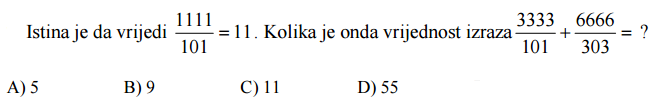 Istina je da vrijedi 1111/101 = 11. Kolika je onda vrijednost izraza 3333/101 + 6666/303 = ?
A) 5 B) 9 C) 11 D) 55